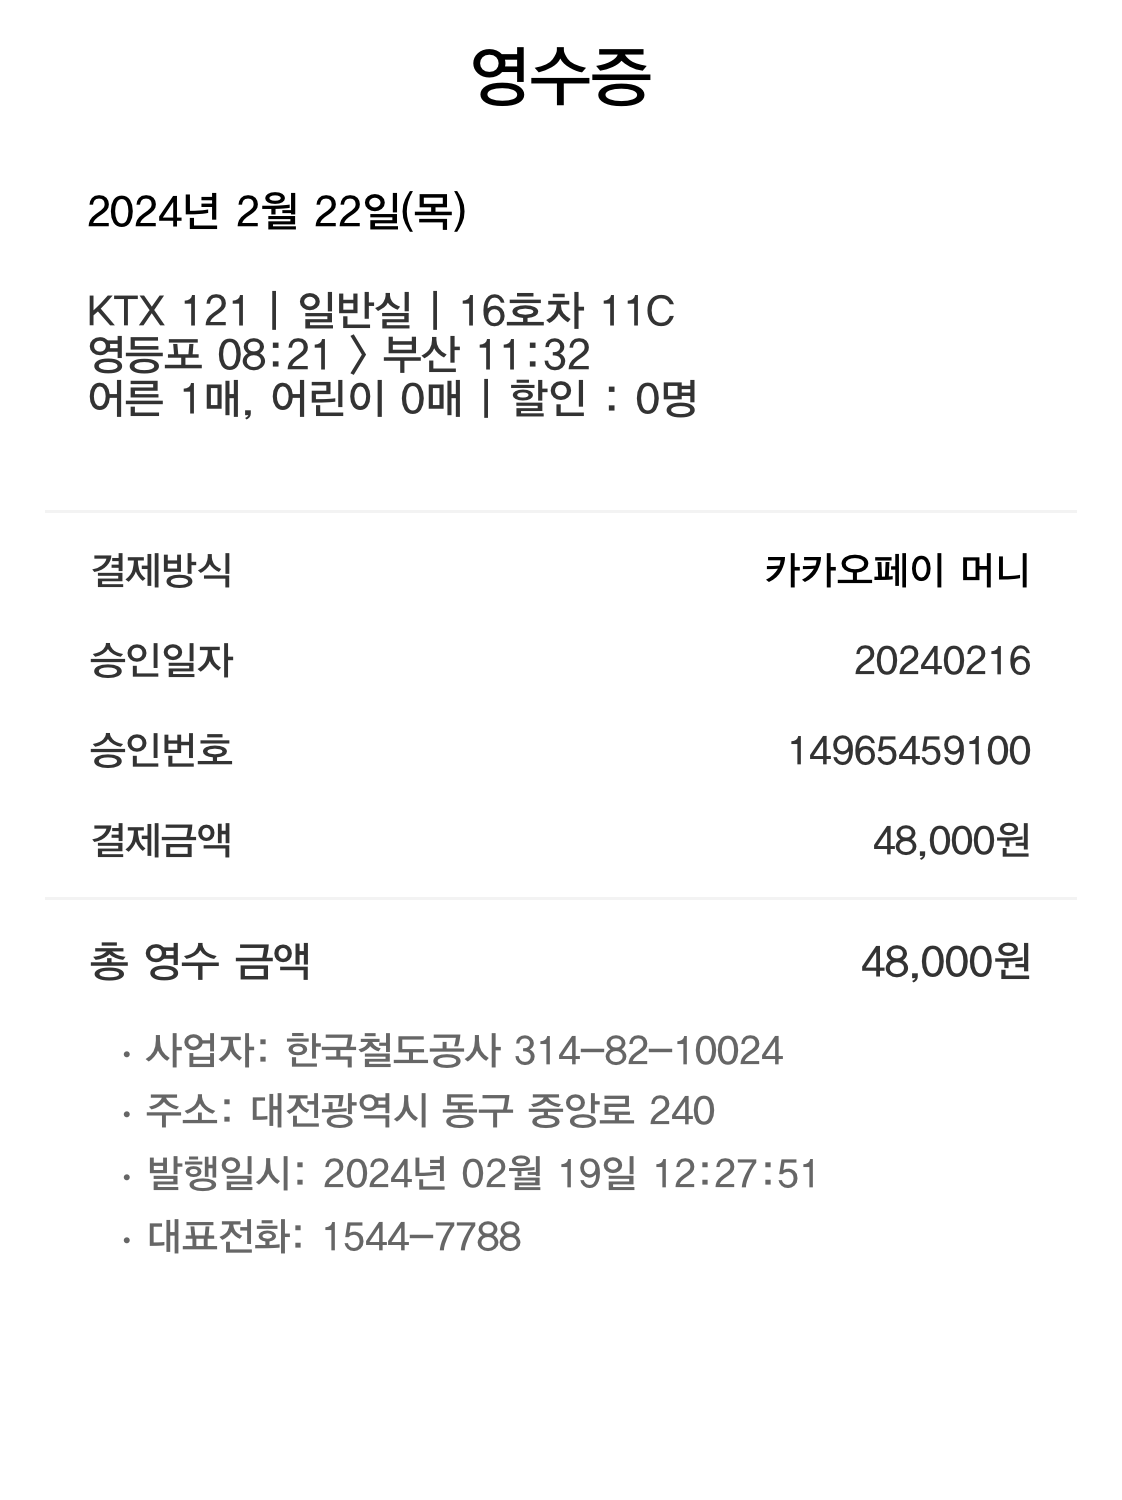 영수증
2024년 2월 22일(목)
KTX 121 | 일반실 | 16호차 11C
영등포 08:21 〉 부산 11:32
어른 1매, 어린이 0매 | 할인 : 0명
결제방식 카카오페이 머니
승인일자 20240216
승인번호 14965459100
결제금액 48,000원
총 영수 금액 48,000원
· 사업자: 한국철도공사 314-82-10024
· 주소: 대전광역시 동구 중앙로 240
· 발행일시: 2024년 02월 19일 12:27:51
· 대표전화: 1544-7788